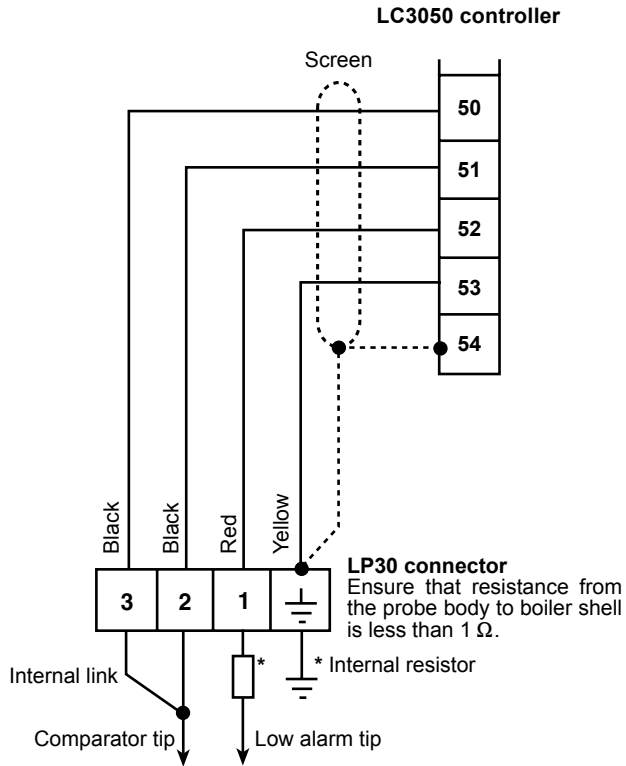 LC3050 controller
Screen
50
51
52
53
54
Black
Black
Red
Yellow
LP30 connector
Ensure that resistance from
the probe body to boiler shell
is less than 1 Ω.
3
2
1
*
* Internal resistor
Internal link
Comparator tip
Low alarm tip